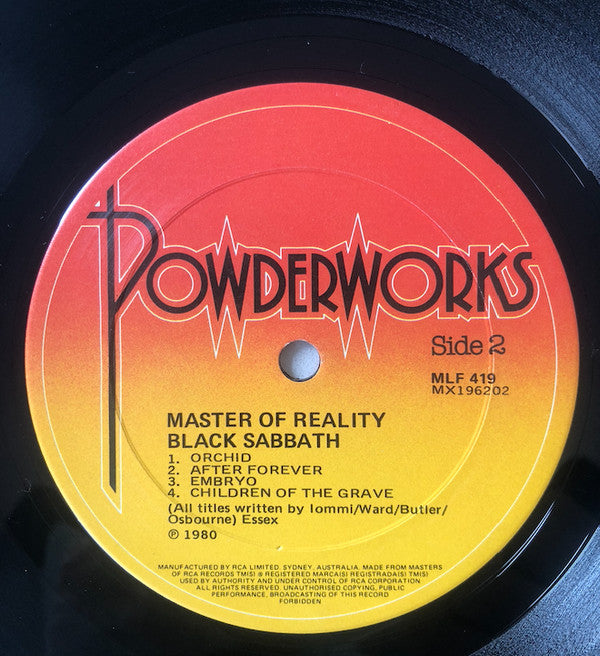 POWDERWORKS
Side 2
MLF 419
MX196202
MASTER OF REALITY
BLACK SABBATH
1. ORCHID
2. AFTER FOREVER
3. EMBRYO
4. CHILDREN OF THE GRAVE
(All titles written by Iommi/Ward/Butler/
Osbourne) Essex
℗ 1980
MANUFACTURED BY RCA LIMITED, SYDNEY, AUSTRALIA. MADE FROM MASTERS
OF RCA RECORDS TM(S) ® REGISTERED MARCA(S) REGISTRADA(S) TM(S)
USED BY AUTHORITY AND UNDER CONTROL OF RCA CORPORATION
ALL RIGHTS RESERVED. UNAUTHORISED COPYING, PUBLIC
PERFORMANCE, BROADCASTING OF THIS RECORD
FORBIDDEN